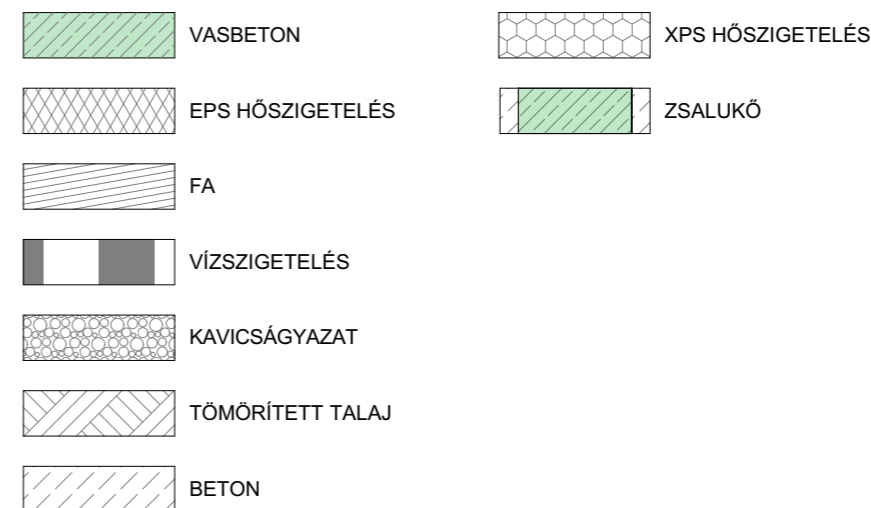 VASBETON
EPS HŐSZIGETELÉS
FA
VÍZSZIGETELÉS
KAVICSÁGYAZAT
TÖMÖRÍTETT TALAJ
BETON
XPS HŐSZIGETELÉS
ZSALUKŐ